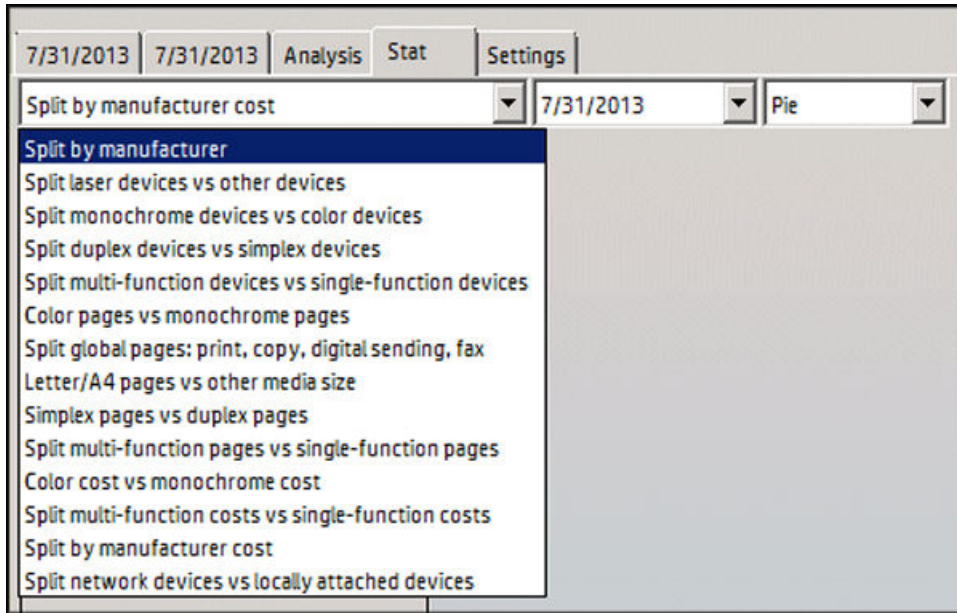 7/31/2013 7/31/2013 Analysis Stat Settings
Split by manufacturer cost 7/31/2013 Pie
Split by manufacturer
Split laser devices vs other devices
Split monochrome devices vs color devices
Split duplex devices vs simplex devices
Split multi-function devices vs single-function devices
Color pages vs monochrome pages
Split global pages: print, copy, digital sending, fax
Letter/A4 pages vs other media size
Simplex pages vs duplex pages
Split multi-function pages vs single-function pages
Color cost vs monochrome cost
Split multi-function costs vs single-function costs
Split by manufacturer cost
Split network devices vs locally attached devices